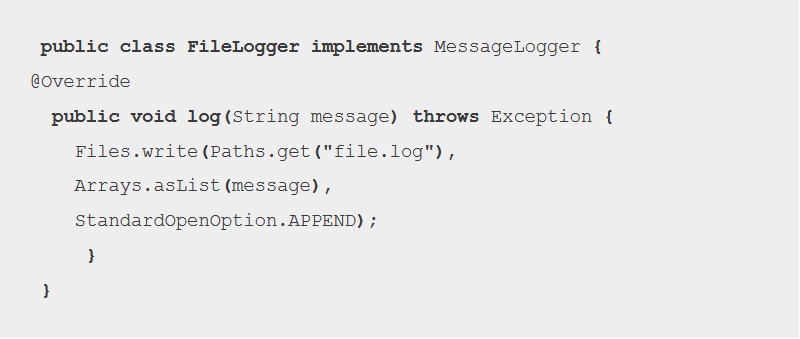 public class FileLogger implements MessageLogger {
@Override
public void log(String message) throws Exception {
Files.write(Paths.get("file.log"),
Arrays.asList(message),
StandardOpenOption.APPEND);
}
}